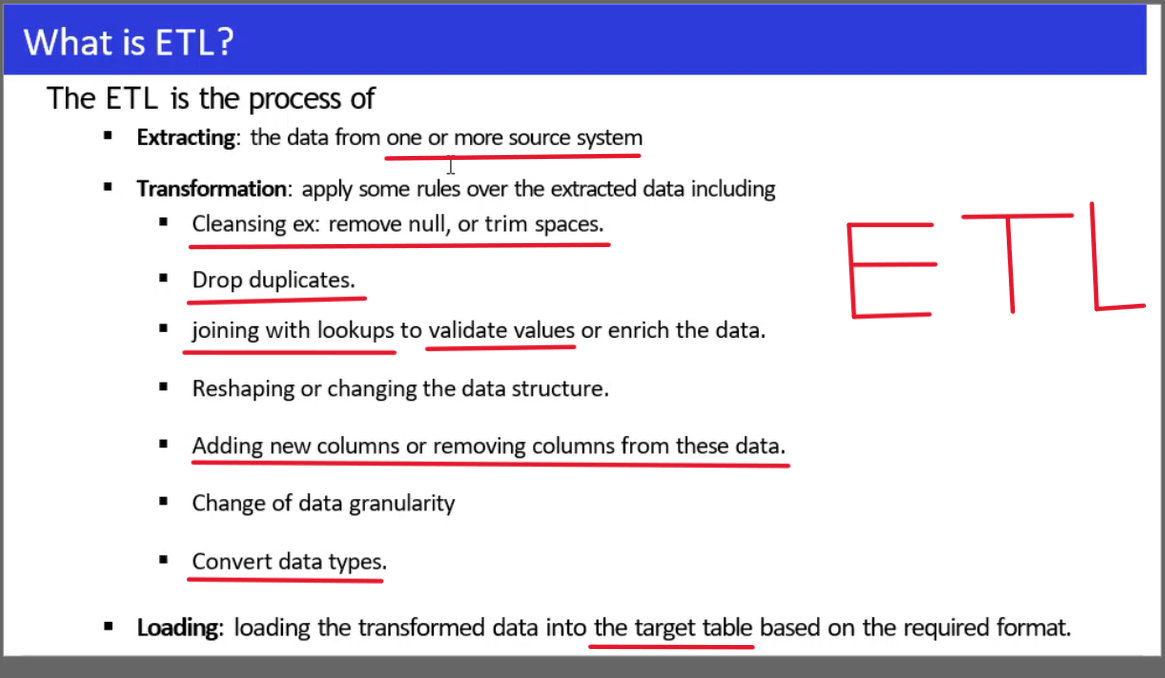 What is ETL?
The ETL is the process of
▪ Extracting: the data from one or more source system
▪ Transformation: apply some rules over the extracted data including
▪ Cleansing ex: remove null, or trim spaces.
▪ Drop duplicates.
▪ joining with lookups to validate values or enrich the data.
▪ Reshaping or changing the data structure.
▪ Adding new columns or removing columns from these data.
▪ Change of data granularity
▪ Convert data types.
▪ Loading: loading the transformed data into the target table based on the required format.
ETL